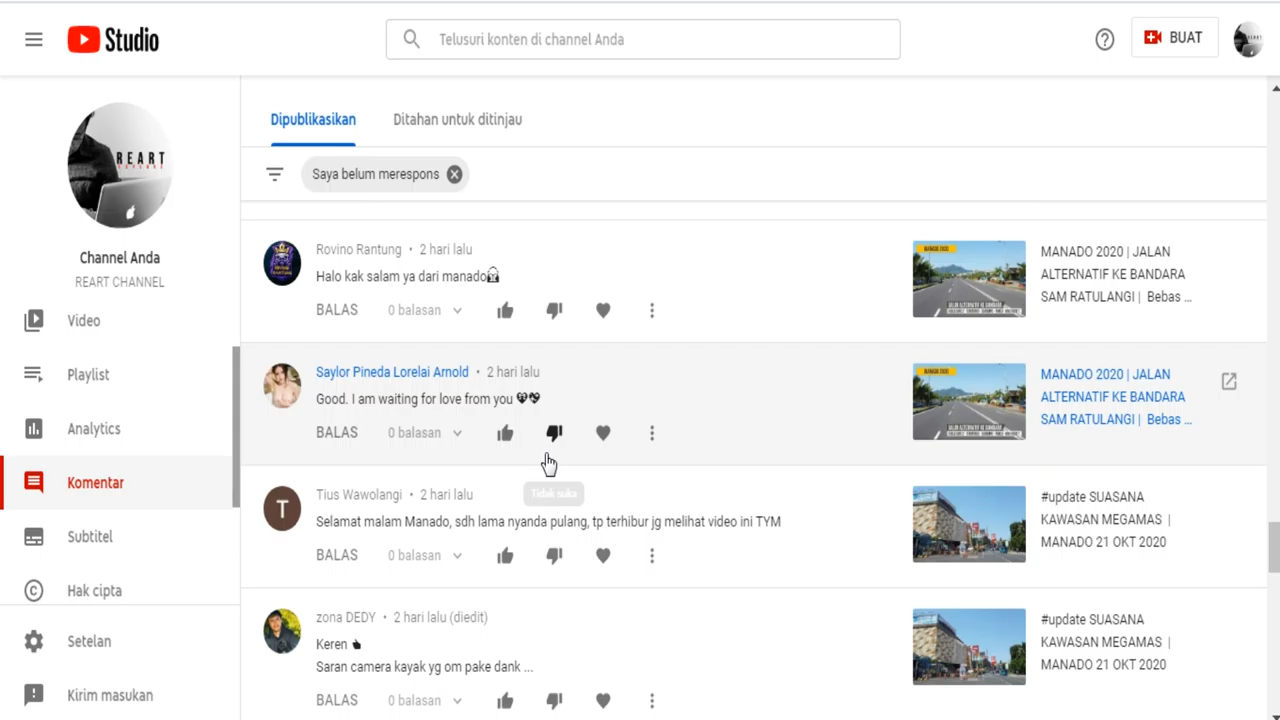 Studio
Telusuri konten di channel Anda
BUAT
REART
Channel Anda
REART CHANNEL
Video
Playlist
Analytics
Komentar
Subtitel
Hak cipta
Setelan
Kirim masukan
Dipublikasikan
Ditahan untuk ditinjau
Saya belum merespons
Rovino Rantung • 2 hari lalu
Halo kak salam ya dari manado
BALAS 0 balasan
MANADO 2020
MANADO 2020 | JALAN
ALTERNATIF KE BANDARA
SAM RATULANGI | Bebas ...
Saylor Pineda Lorelai Arnold • 2 hari lalu
Good. I am waiting for love from you 💖💖
BALAS 0 balasan
Tidak suka
MANADO 2020
MANADO 2020 | JALAN
ALTERNATIF KE BANDARA
SAM RATULANGI | Bebas ...
T
Tius Wawolangi • 2 hari lalu
Selamat malam Manado, sdh lama nyanda pulang, tp terhibur jg melihat video ini TYM
BALAS 0 balasan
#update SUASANA
KAWASAN MEGAMAS |
MANADO 21 OKT 2020
zona DEDY • 2 hari lalu (diedit)
Keren 👍
Saran camera kayak yg om pake dank ...
BALAS 0 balasan
#update SUASANA
KAWASAN MEGAMAS |
MANADO 21 OKT 2020